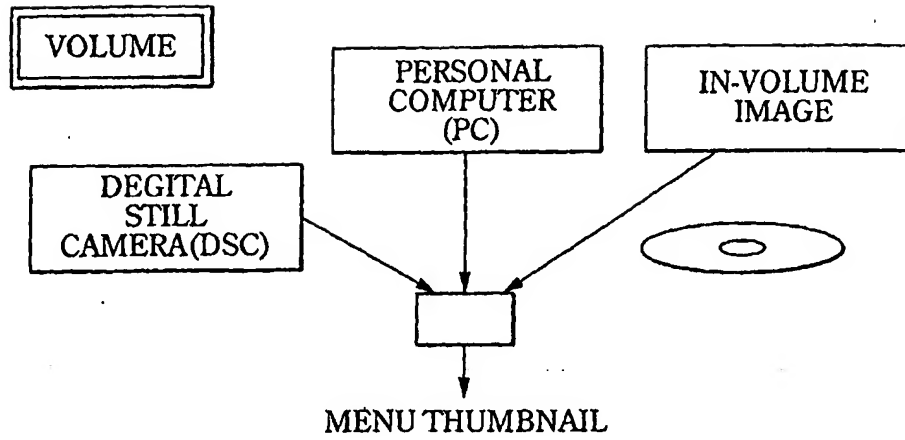 VOLUME
PERSONAL
COMPUTER
(PC)
IN-VOLUME
IMAGE
DEGITAL
STILL
CAMERA(DSC)
MENU THUMBNAIL